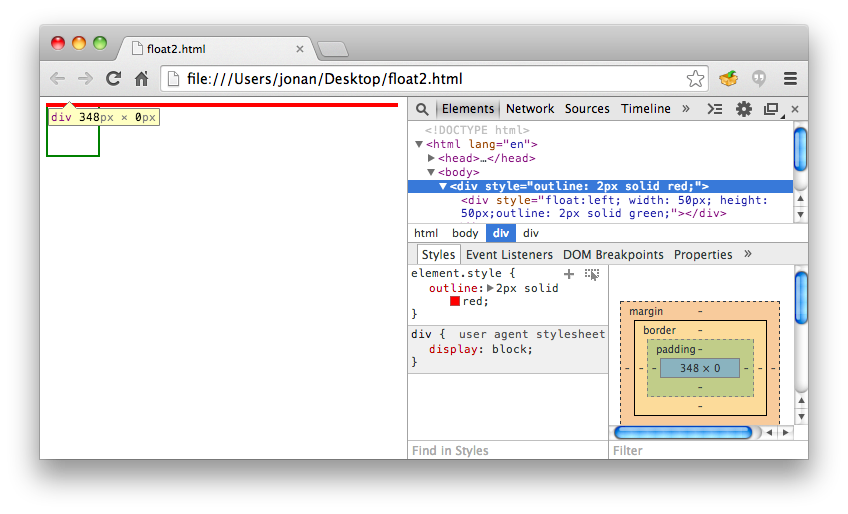 float2.html
file:///Users/jonan/Desktop/float2.html
div 348px × 0px
Elements Network Sources Timeline »
<!DOCTYPE html>
<html lang="en">
<head>…</head>
<body>
<div style="outline: 2px solid red;">
<div style="float:left; width: 50px; height:
50px;outline: 2px solid green;"></div>
html body div div
Styles Event Listeners DOM Breakpoints Properties »
element.style {
outline: 2px solid
red;
}
div { user agent stylesheet
display: block;
}
margin -
border -
padding -
- - - 348 × 0 - - -
-
-
Find in Styles
Filter